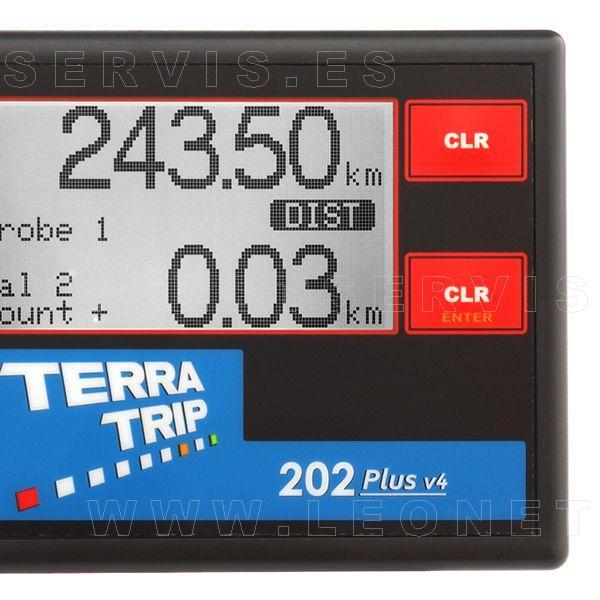 SERVIS.ES
243.50 km
DIST
robe 1
al 2
0.03 km
ount +
CLR
CLR
ENTER
TERRA
TRIP
202 Plus v4
WWW.LEONET